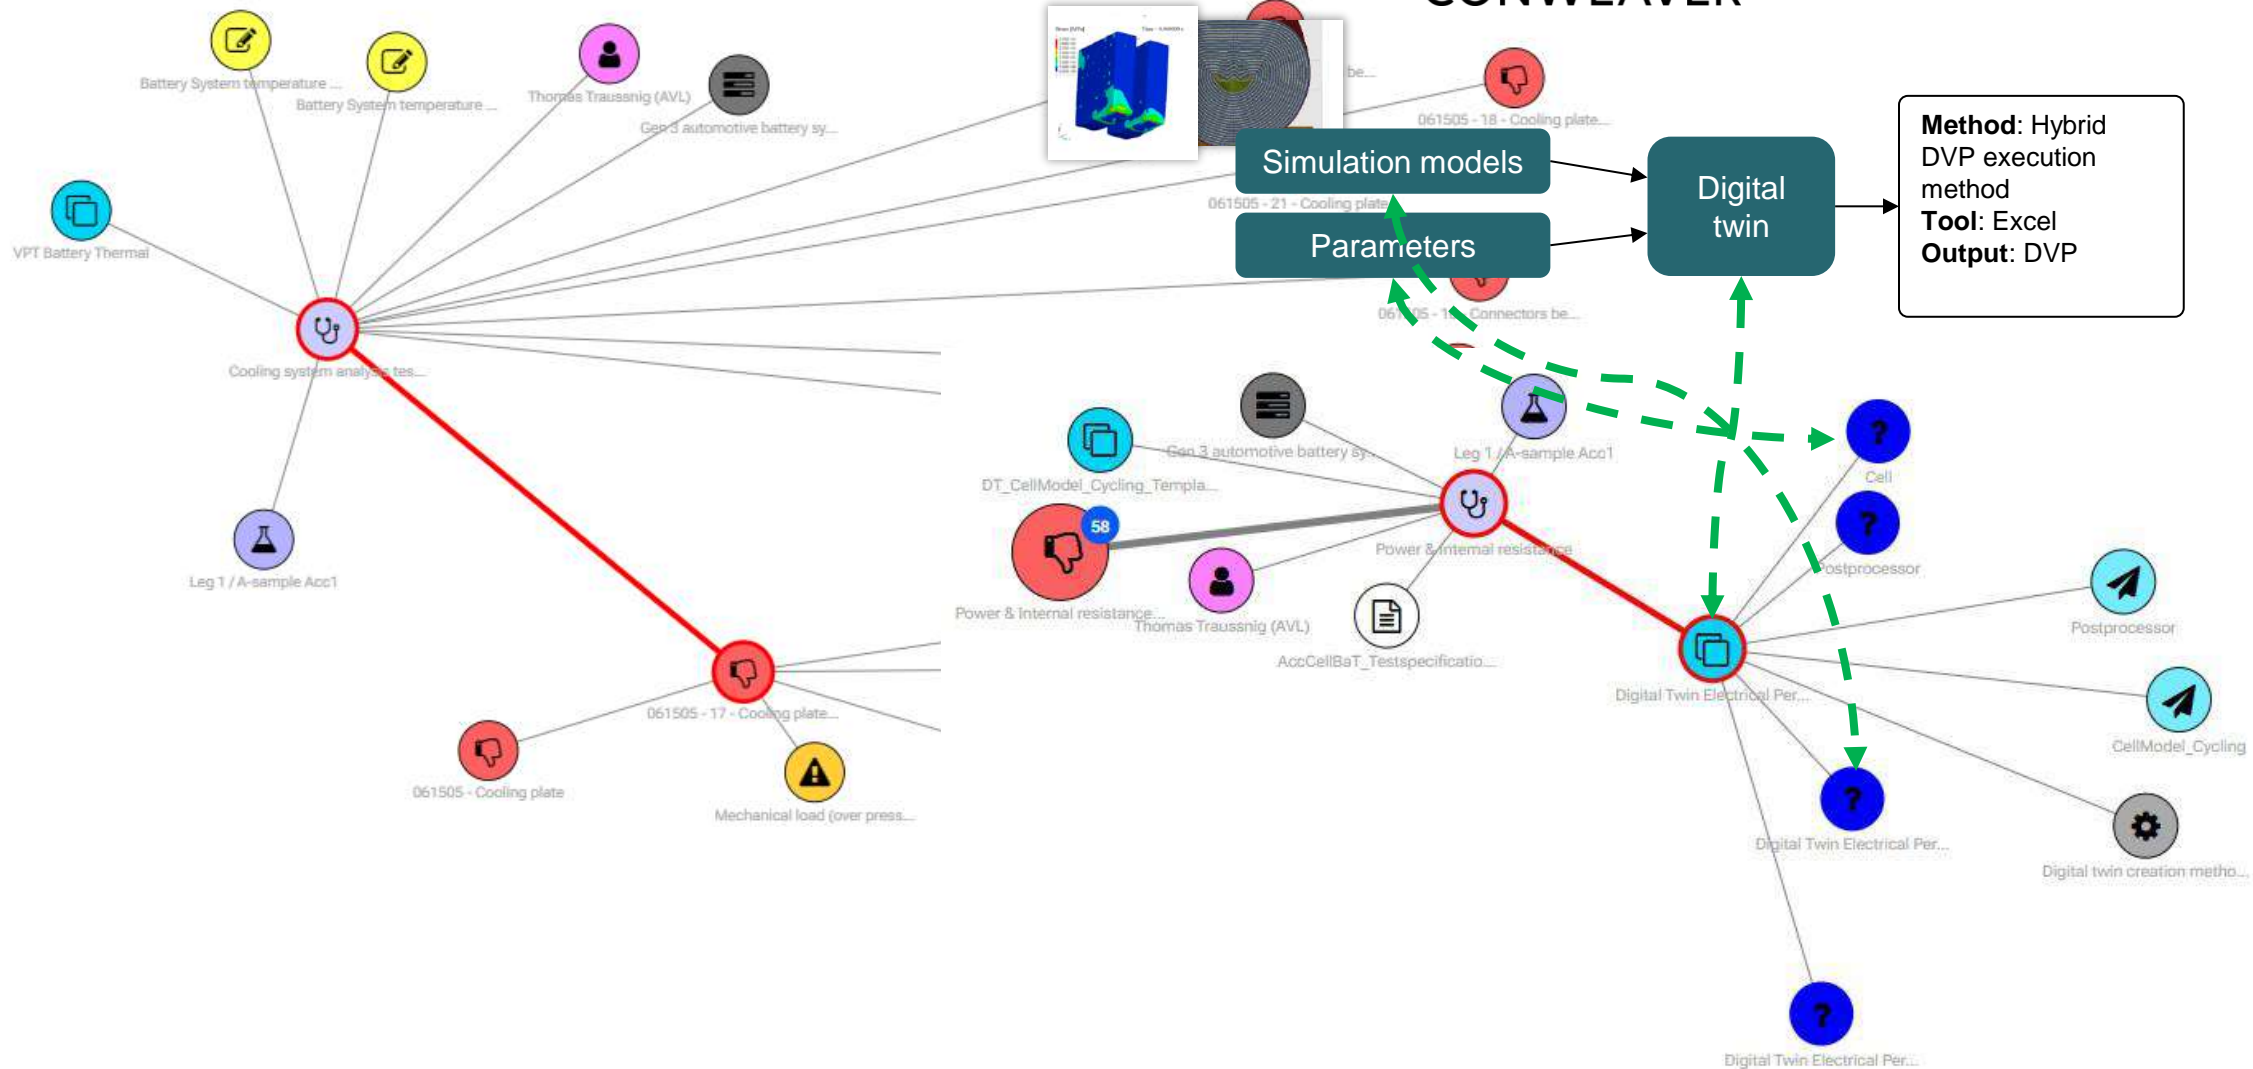 CONWEAVER
Battery System temperature ...
Battery System temperature ...
Thomas Traussnig (AVL)
Gen 3 automotive battery sy...
be...
061505 - 18 - Cooling plate...
VPT Battery Thermal
Simulation models
061505 - 21 - Cooling plate
Parameters
Digital
twin
Method: Hybrid
DVP execution
method
Tool: Excel
Output: DVP
Connectors be...
Cooling system analysis tes...
Leg 1 / A-sample Acc1
061505 - 17 - Cooling plate...
061505 - Cooling plate
Mechanical load (over press...
Gen 3 automotive battery sy...
Leg 1 / A-sample Acc1
DT_CellModel_Cycling_Templa...
58
Power & Internal resistance
Power & Internal resistance...
Thomas Traussnig (AVL)
AccCellBaT_Testspecificatio...
Cell
Postprocessor
Postprocessor
Digital Twin Electrical Per...
CellModel_Cycling
Digital Twin Electrical Per...
Digital twin creation metho...
Digital Twin Electrical Per...